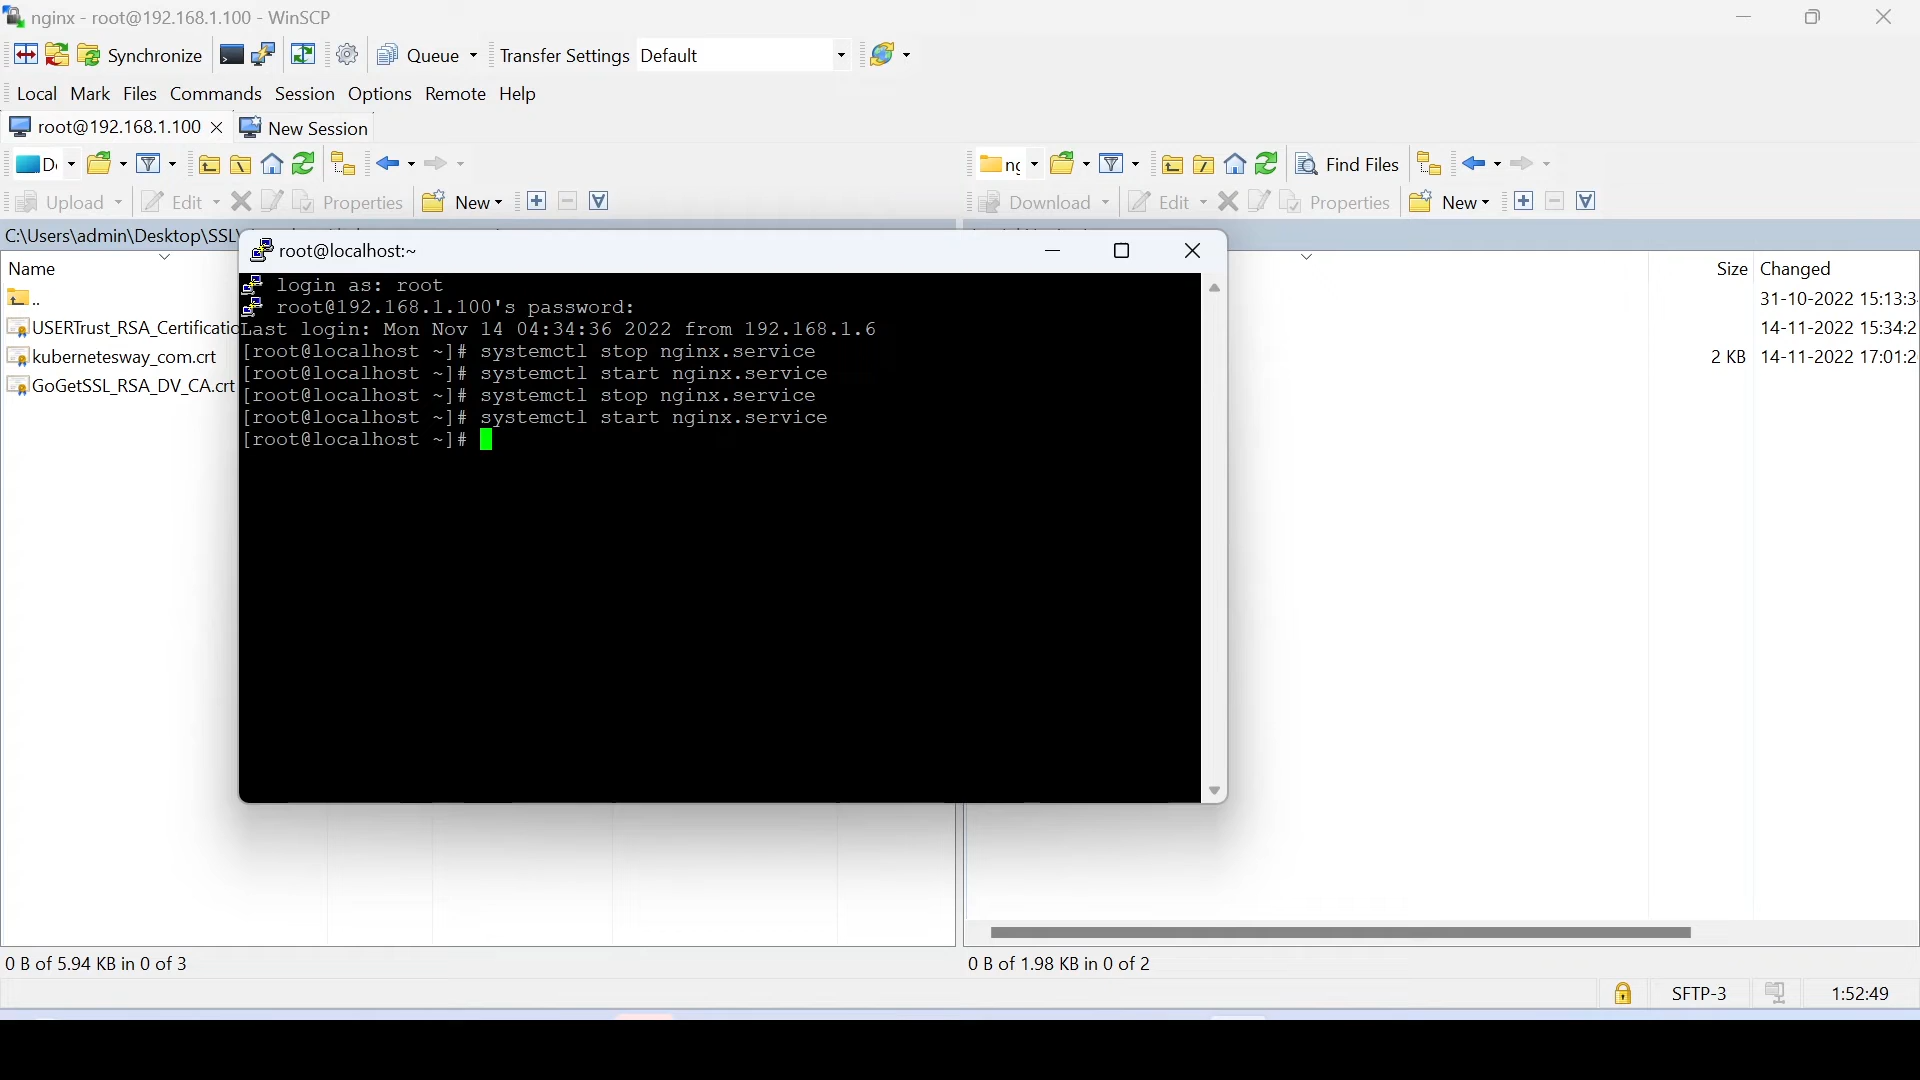 nginx - root@192.168.1.100 - WinSCP
Synchronize Queue Transfer Settings Default
Local Mark Files Commands Session Options Remote Help
root@192.168.1.100 New Session
Find Files
Upload Edit Properties New
Download Edit Properties New
C:\Users\admin\Desktop\SSL\
Name
..
USERTrust_RSA_Certificatio
kubernetesway_com.crt
GoGetSSL_RSA_DV_CA.crt
root@localhost:~
login as: root
root@192.168.1.100's password:
Last login: Mon Nov 14 04:34:36 2022 from 192.168.1.6
[root@localhost ~]# systemctl stop nginx.service
[root@localhost ~]# systemctl start nginx.service
[root@localhost ~]# systemctl stop nginx.service
[root@localhost ~]# systemctl start nginx.service
[root@localhost ~]#
Size Changed
31-10-2022 15:13:3
14-11-2022 15:34:2
2 KB 14-11-2022 17:01:2
0 B of 5.94 KB in 0 of 3
0 B of 1.98 KB in 0 of 2
SFTP-3 1:52:49